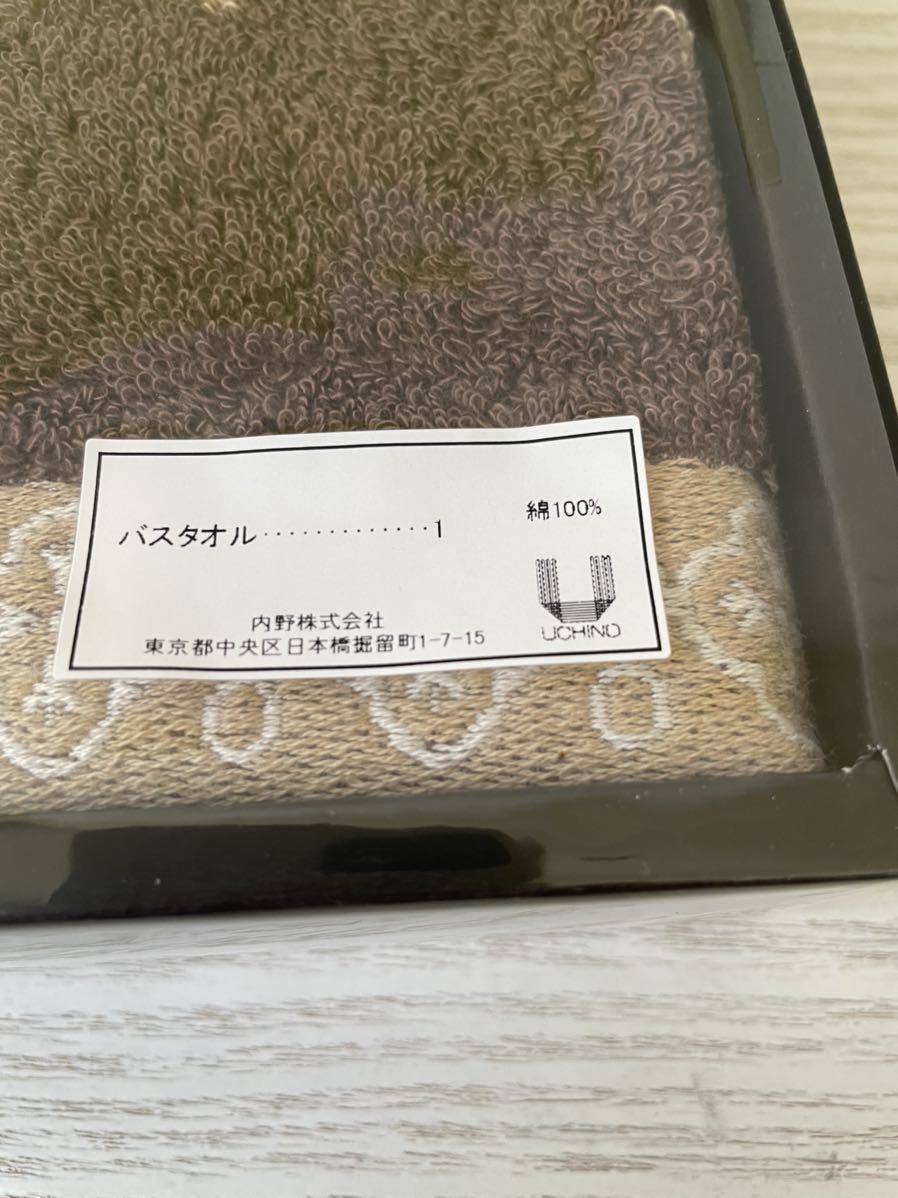 バスタオル·············1
綿100%
UCHINO
内野株式会社
東京都中央区日本橋掘留町1-7-15